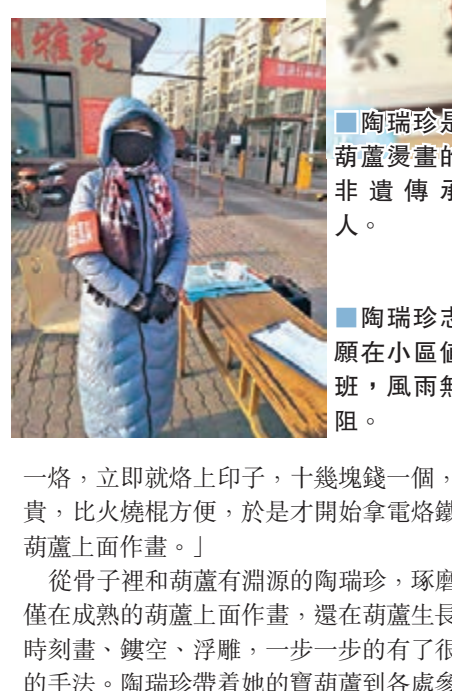 雅苑
■陶瑞珍是
葫蘆燙畫的
非遺傳承
人。
■陶瑞珍志
願在小區值
班，風雨無
阻。
一烙，立即就烙上印子，十幾塊錢一個，
貴，比火燒棍方便，於是才開始拿電烙鐵
葫蘆上面作畫。」
從骨子裡和葫蘆有淵源的陶瑞珍，琢磨
僅在成熟的葫蘆上面作畫，還在葫蘆生長
時刻畫、鏤空、浮雕，一步一步的有了很
的手法。陶瑞珍帶着她的寶葫蘆到各處參